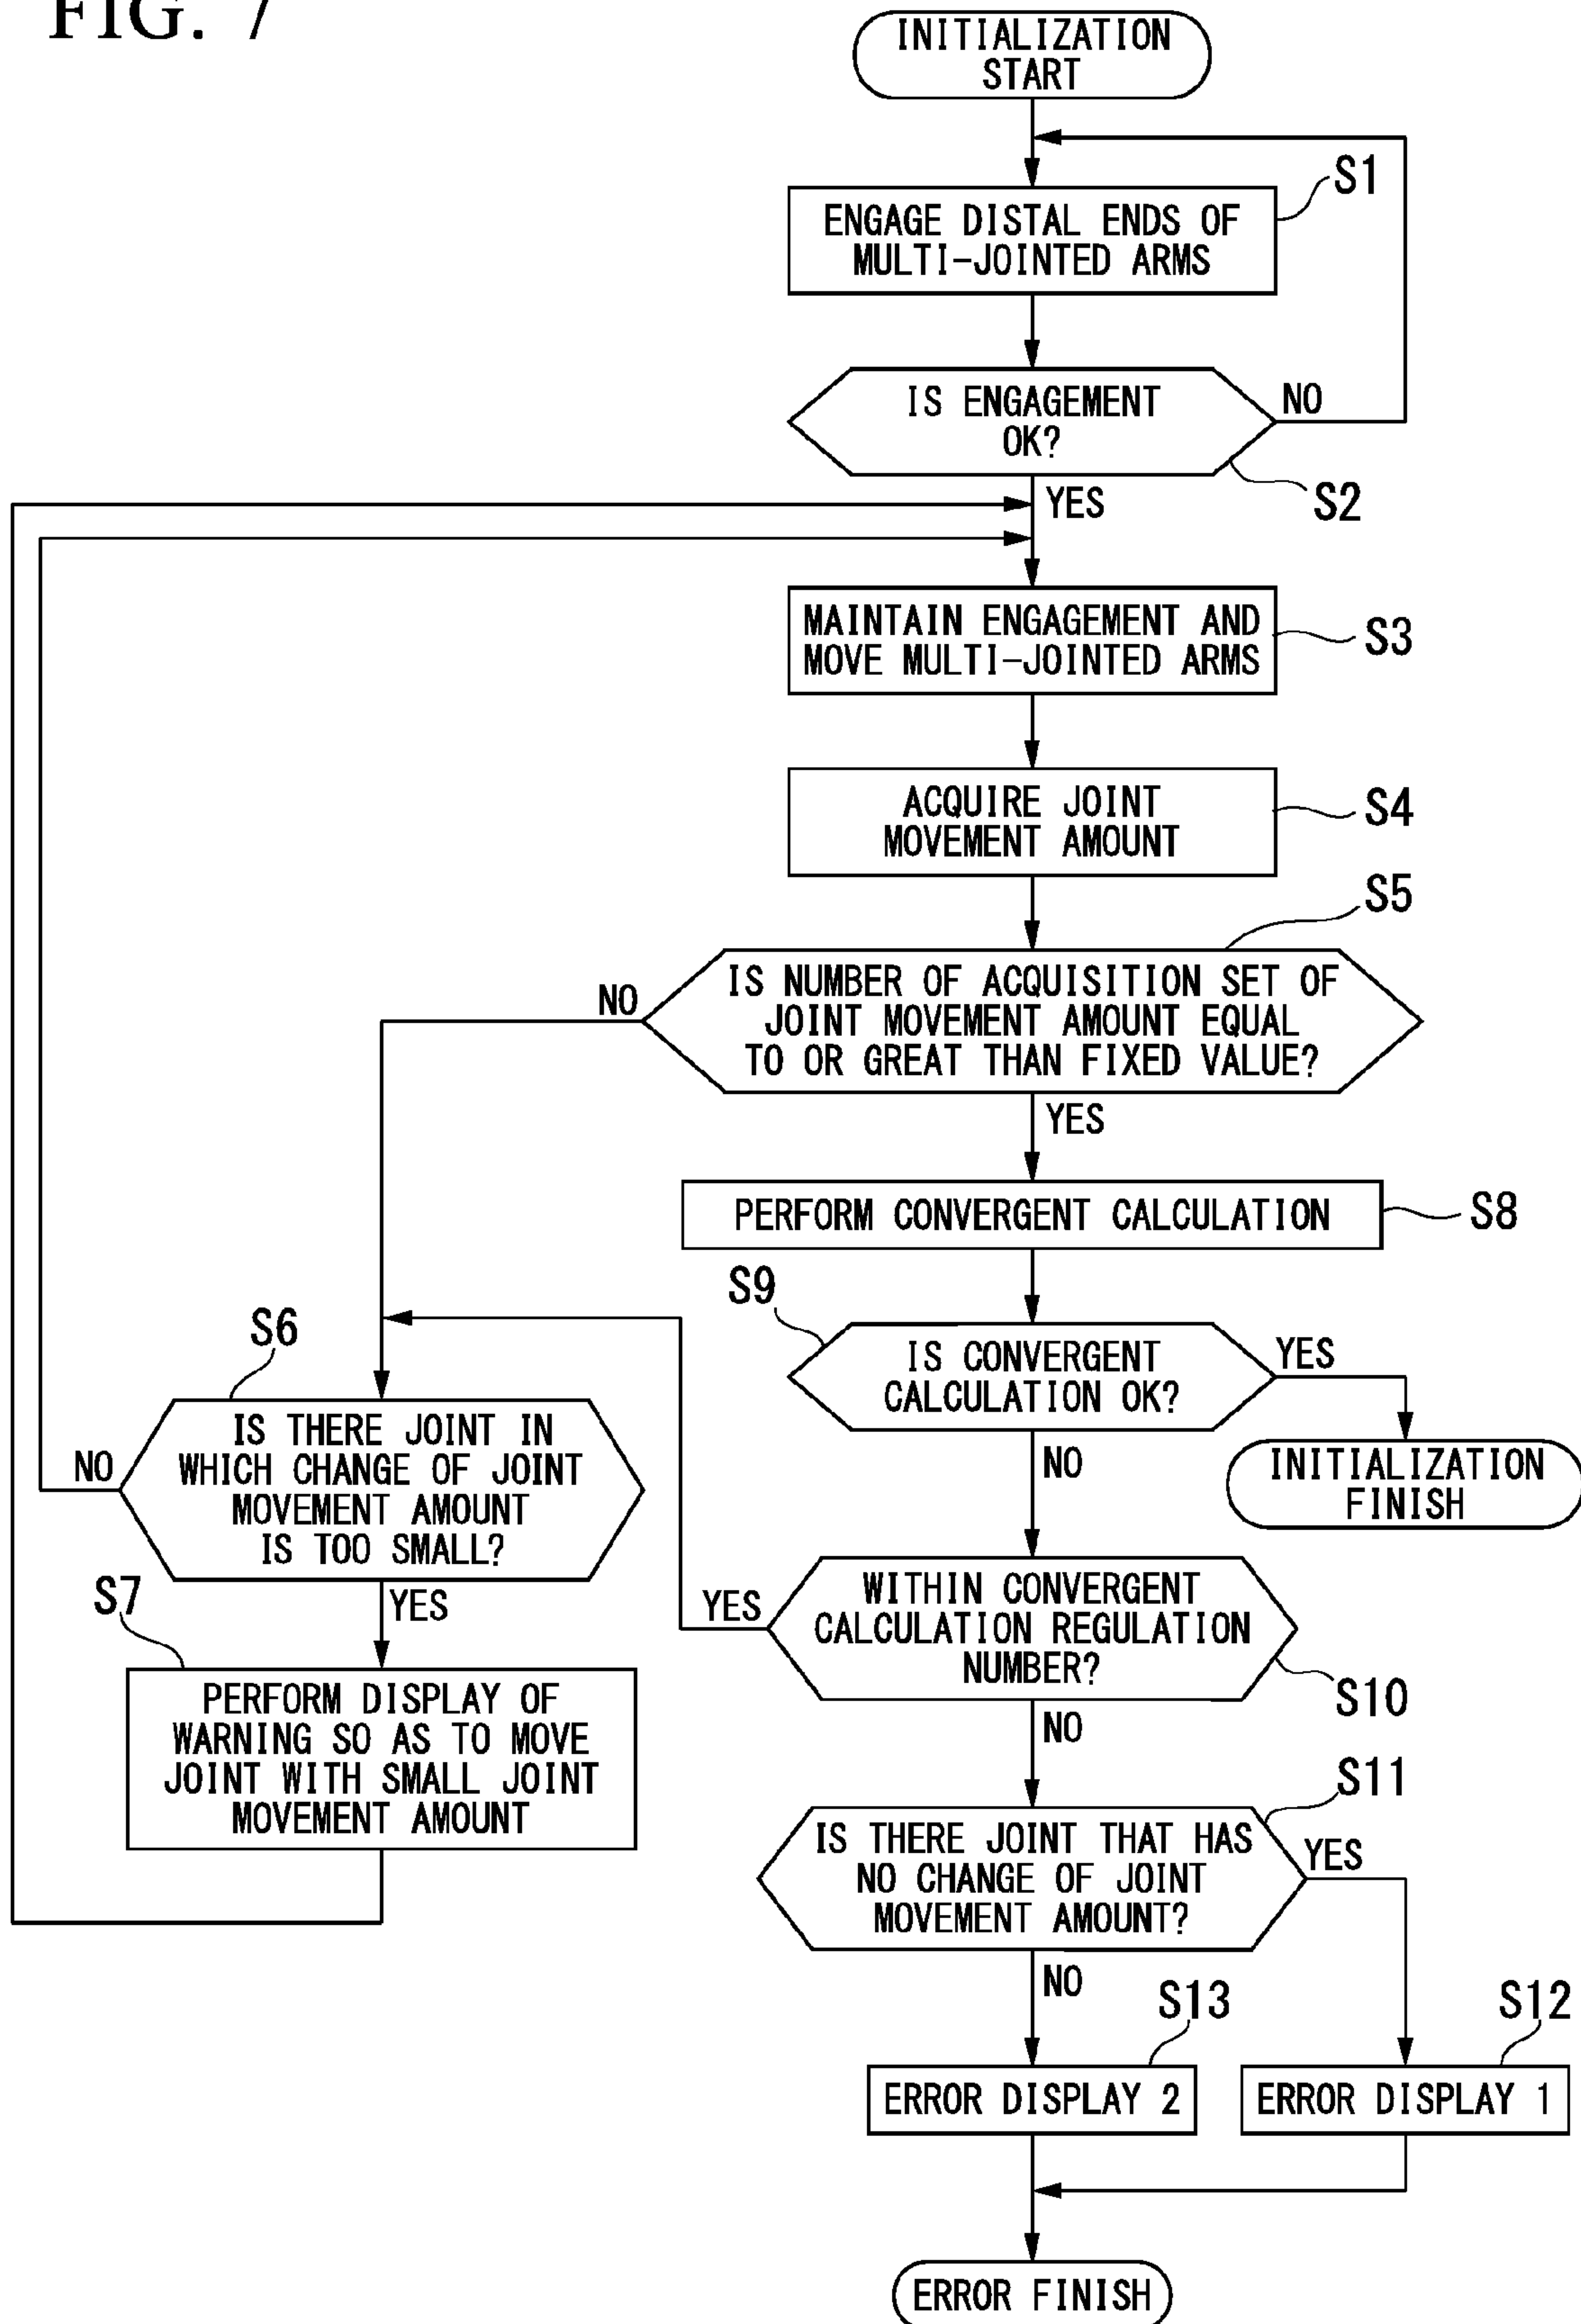 FIG. 7
INITIALIZATION
START
S1
ENGAGE DISTAL ENDS OF
MULTI-JOINTED ARMS
IS ENGAGEMENT
OK?
NO
S2
YES
MAINTAIN ENGAGEMENT AND
MOVE MULTI-JOINTED ARMS
S3
ACQUIRE JOINT
MOVEMENT AMOUNT
S4
S5
IS NUMBER OF ACQUISITION SET OF
JOINT MOVEMENT AMOUNT EQUAL
TO OR GREAT THAN FIXED VALUE?
NO
YES
PERFORM CONVERGENT CALCULATION
S8
S9
IS CONVERGENT
CALCULATION OK?
YES
NO
INITIALIZATION
FINISH
S6
IS THERE JOINT IN
WHICH CHANGE OF JOINT
MOVEMENT AMOUNT
IS TOO SMALL?
NO
YES
S7
PERFORM DISPLAY OF
WARNING SO AS TO MOVE
JOINT WITH SMALL JOINT
MOVEMENT AMOUNT
WITHIN CONVERGENT
CALCULATION REGULATION
NUMBER?
YES
S10
NO
S11
IS THERE JOINT THAT HAS
NO CHANGE OF JOINT
MOVEMENT AMOUNT?
YES
NO
S13
S12
ERROR DISPLAY 2
ERROR DISPLAY 1
ERROR FINISH